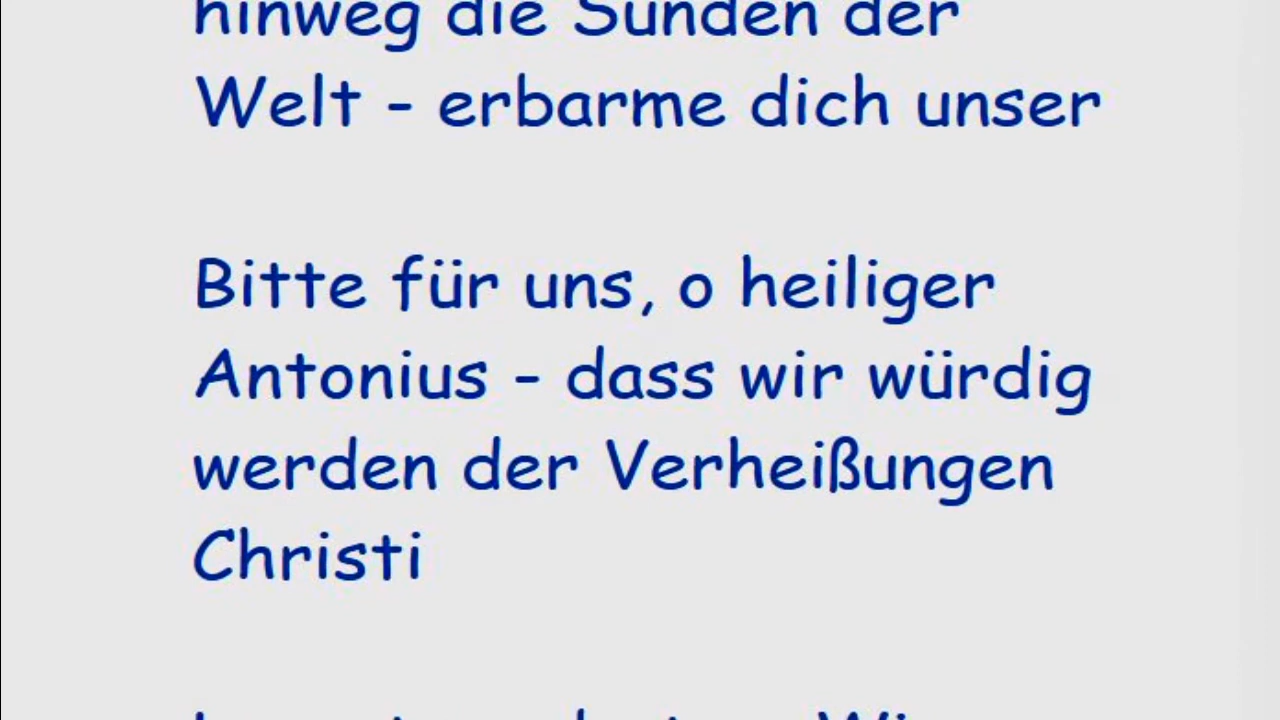 hinweg die Sünden der
Welt - erbarme dich unser
Bitte für uns, o heiliger
Antonius - dass wir würdig
werden der Verheißungen
Christi